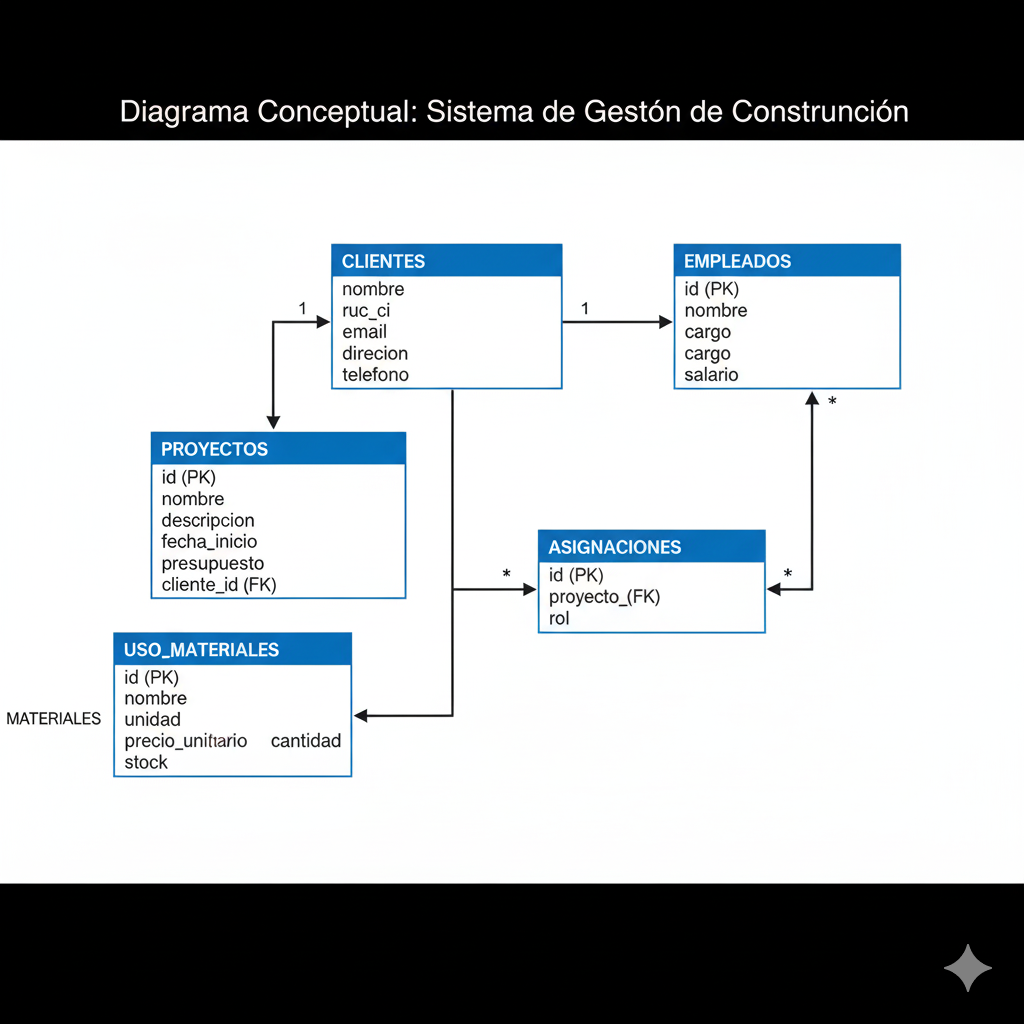 Diagrama Conceptual: Sistema de Gestón de Construnción
CLIENTES
nombre
ruc_ci
email
direcion
telefono
1
1
EMPLEADOS
id (PK)
nombre
cargo
cargo
salario
*
PROYECTOS
id (PK)
nombre
descripcion
fecha_inicio
presupuesto
cliente_id (FK)
ASIGNACIONES
id (PK)
proyecto_(FK)
rol
*
*
USO_MATERIALES
id (PK)
nombre
unidad
precio_unitario cantidad
stock
MATERIALES